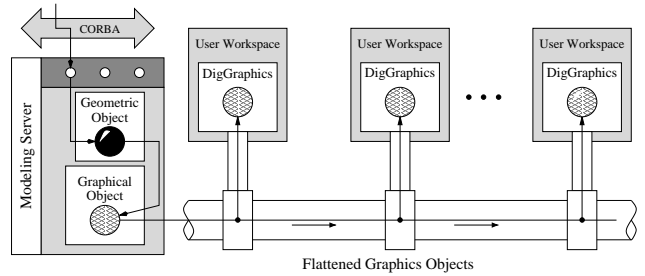 CORBA
User Workspace
User Workspace
User Workspace
DigGraphics
DigGraphics
DigGraphics
Modeling Server
Geometric
Object
Graphical
Object
Flattened Graphics Objects